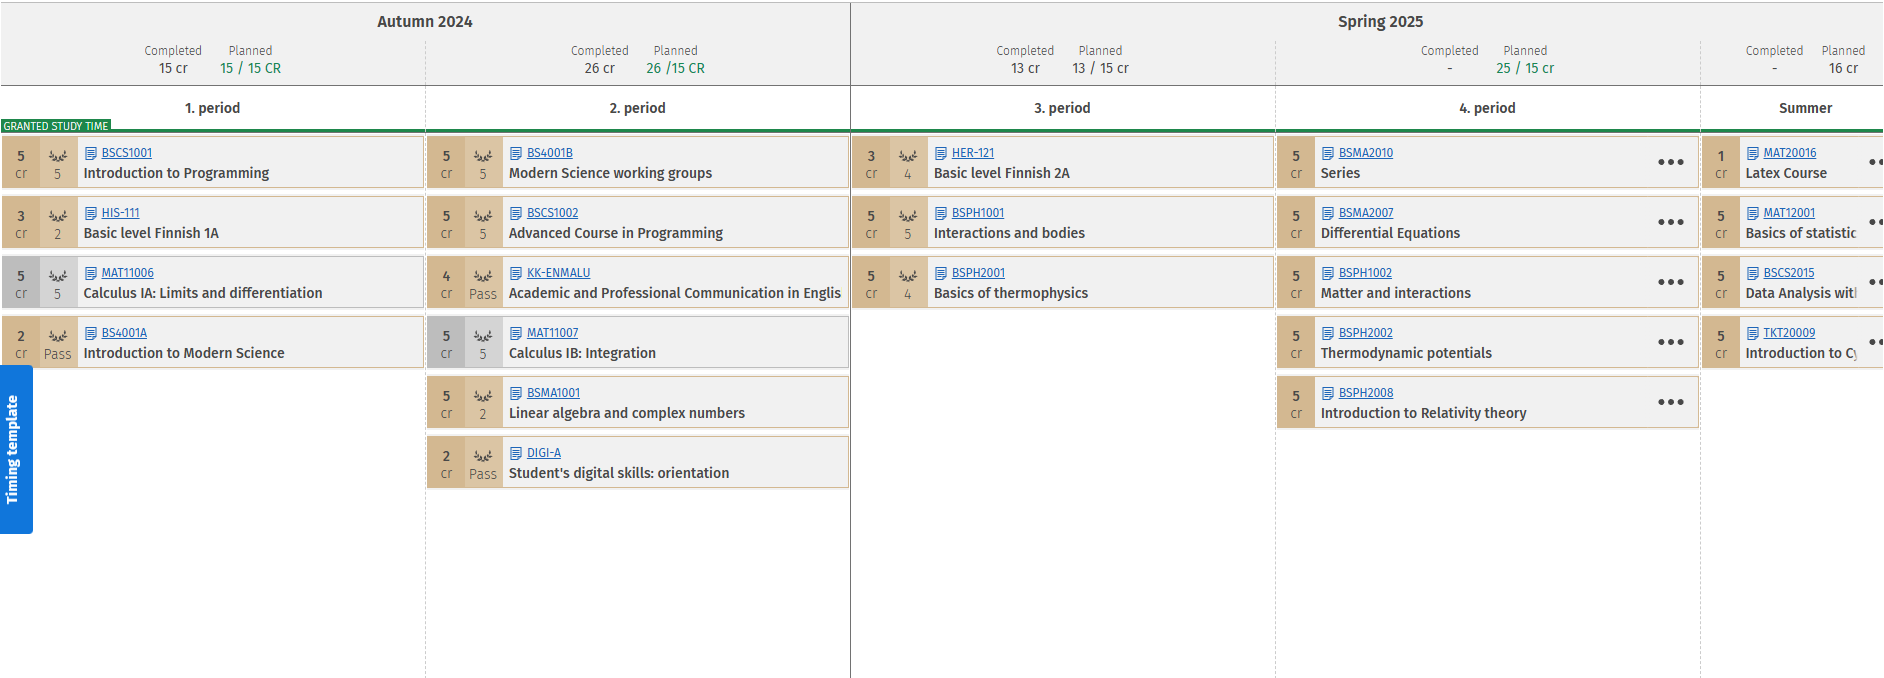 Autumn 2024
Completed Planned
15 cr 15 / 15 CR
Completed Planned
26 cr 26 /15 CR
Spring 2025
Completed Planned
13 cr 13 / 15 cr
Completed Planned
- 25 / 15 cr
Completed Planned
- 16 cr
1. period
2. period
3. period
4. period
Summer
GRANTED STUDY TIME
5 cr 5 BSCS1001
Introduction to Programming
3 cr 2 HIS-111
Basic level Finnish 1A
5 cr 5 MAT11006
Calculus IA: Limits and differentiation
2 cr Pass BS4001A
Introduction to Modern Science
5 cr 5 BS4001B
Modern Science working groups
5 cr 5 BSCS1002
Advanced Course in Programming
4 cr Pass KK-ENMALU
Academic and Professional Communication in Englis
5 cr 5 MAT11007
Calculus IB: Integration
5 cr 2 BSMA1001
Linear algebra and complex numbers
2 cr Pass DIGI-A
Student's digital skills: orientation
3 cr 4 HER-121
Basic level Finnish 2A
5 cr 5 BSPH1001
Interactions and bodies
5 cr 4 BSPH2001
Basics of thermophysics
5 cr BSMA2010
Series
5 cr BSMA2007
Differential Equations
5 cr BSPH1002
Matter and interactions
5 cr BSPH2002
Thermodynamic potentials
5 cr BSPH2008
Introduction to Relativity theory
1 cr MAT20016
Latex Course
5 cr MAT12001
Basics of statistic
5 cr BSCS2015
Data Analysis wit
5 cr TKT20009
Introduction to C
Timing template